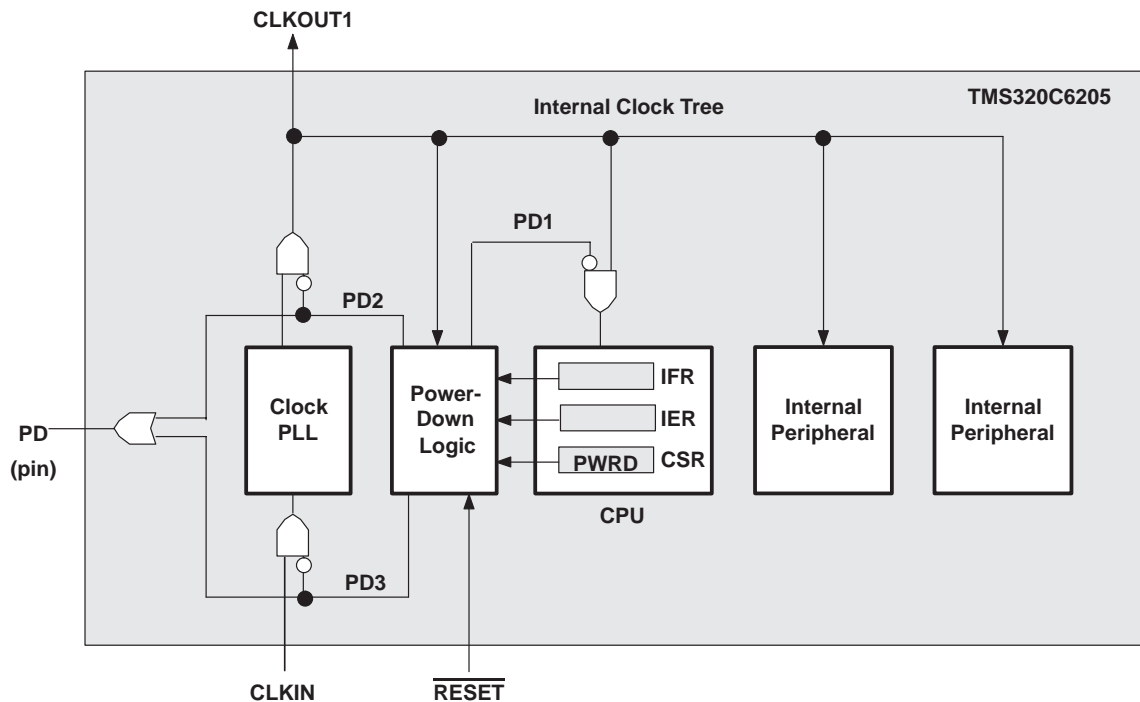 CLKOUT1
TMS320C6205
Internal Clock Tree
PD1
PD2
Clock
PLL
Power-
Down
Logic
IFR
IER
PWRD
CSR
CPU
Internal
Peripheral
Internal
Peripheral
PD
(pin)
PD3
CLKIN
RESET